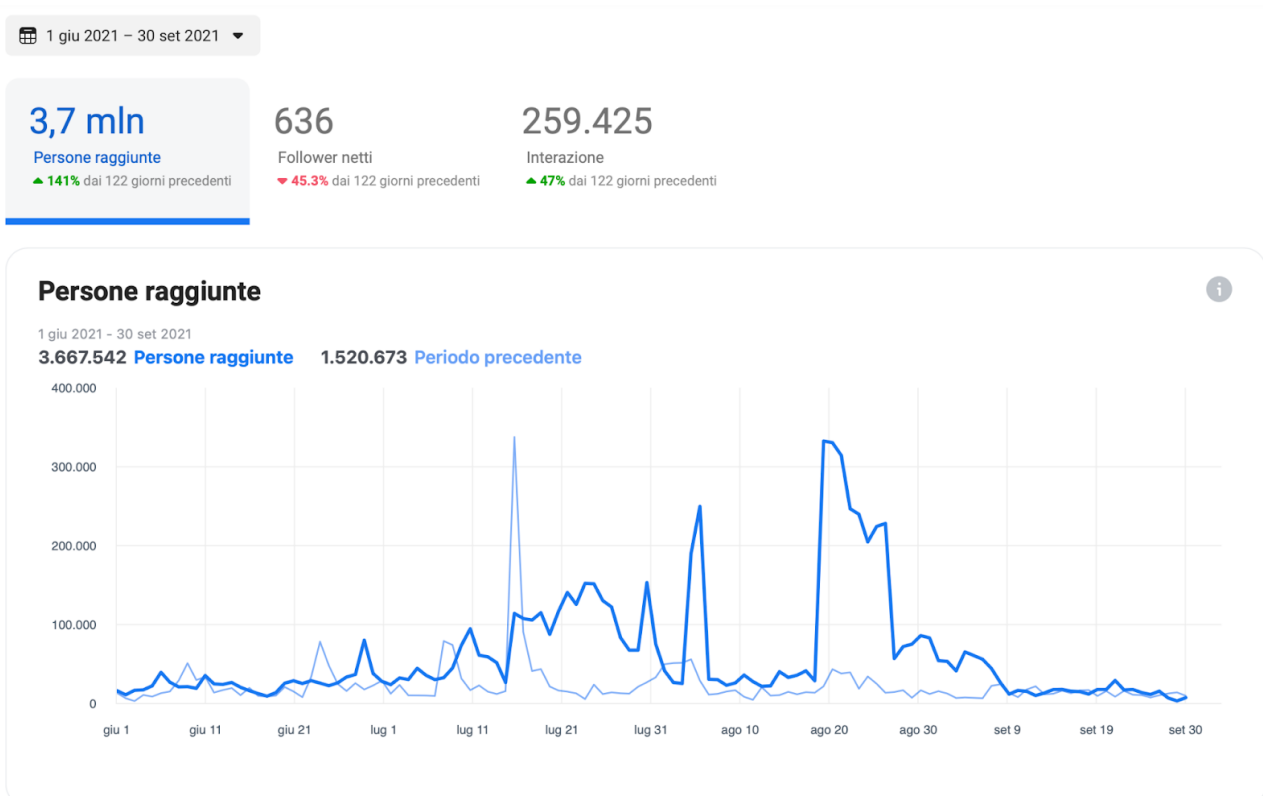 1 giu 2021 – 30 set 2021
3,7 mln
Persone raggiunte
141% dai 122 giorni precedenti
636
Follower netti
45.3% dai 122 giorni precedenti
259.425
Interazione
47% dai 122 giorni precedenti
Persone raggiunte
1 giu 2021 - 30 set 2021
3.667.542 Persone raggiunte 1.520.673 Periodo precedente
400.000
300.000
200.000
100.000
0
giu 1 giu 11 giu 21 lug 1 lug 11 lug 21 lug 31 ago 10 ago 20 ago 30 set 9 set 19 set 30